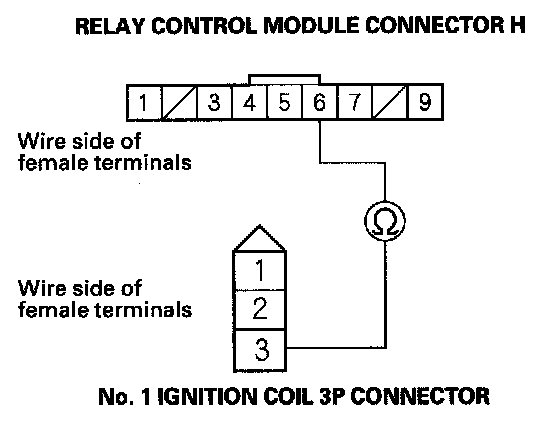 RELAY CONTROL MODULE CONNECTOR H
1 3 4 5 6 7 9
Wire side of
female terminals
Ω
1
Wire side of
female terminals
2
3
No. 1 IGNITION COIL 3P CONNECTOR